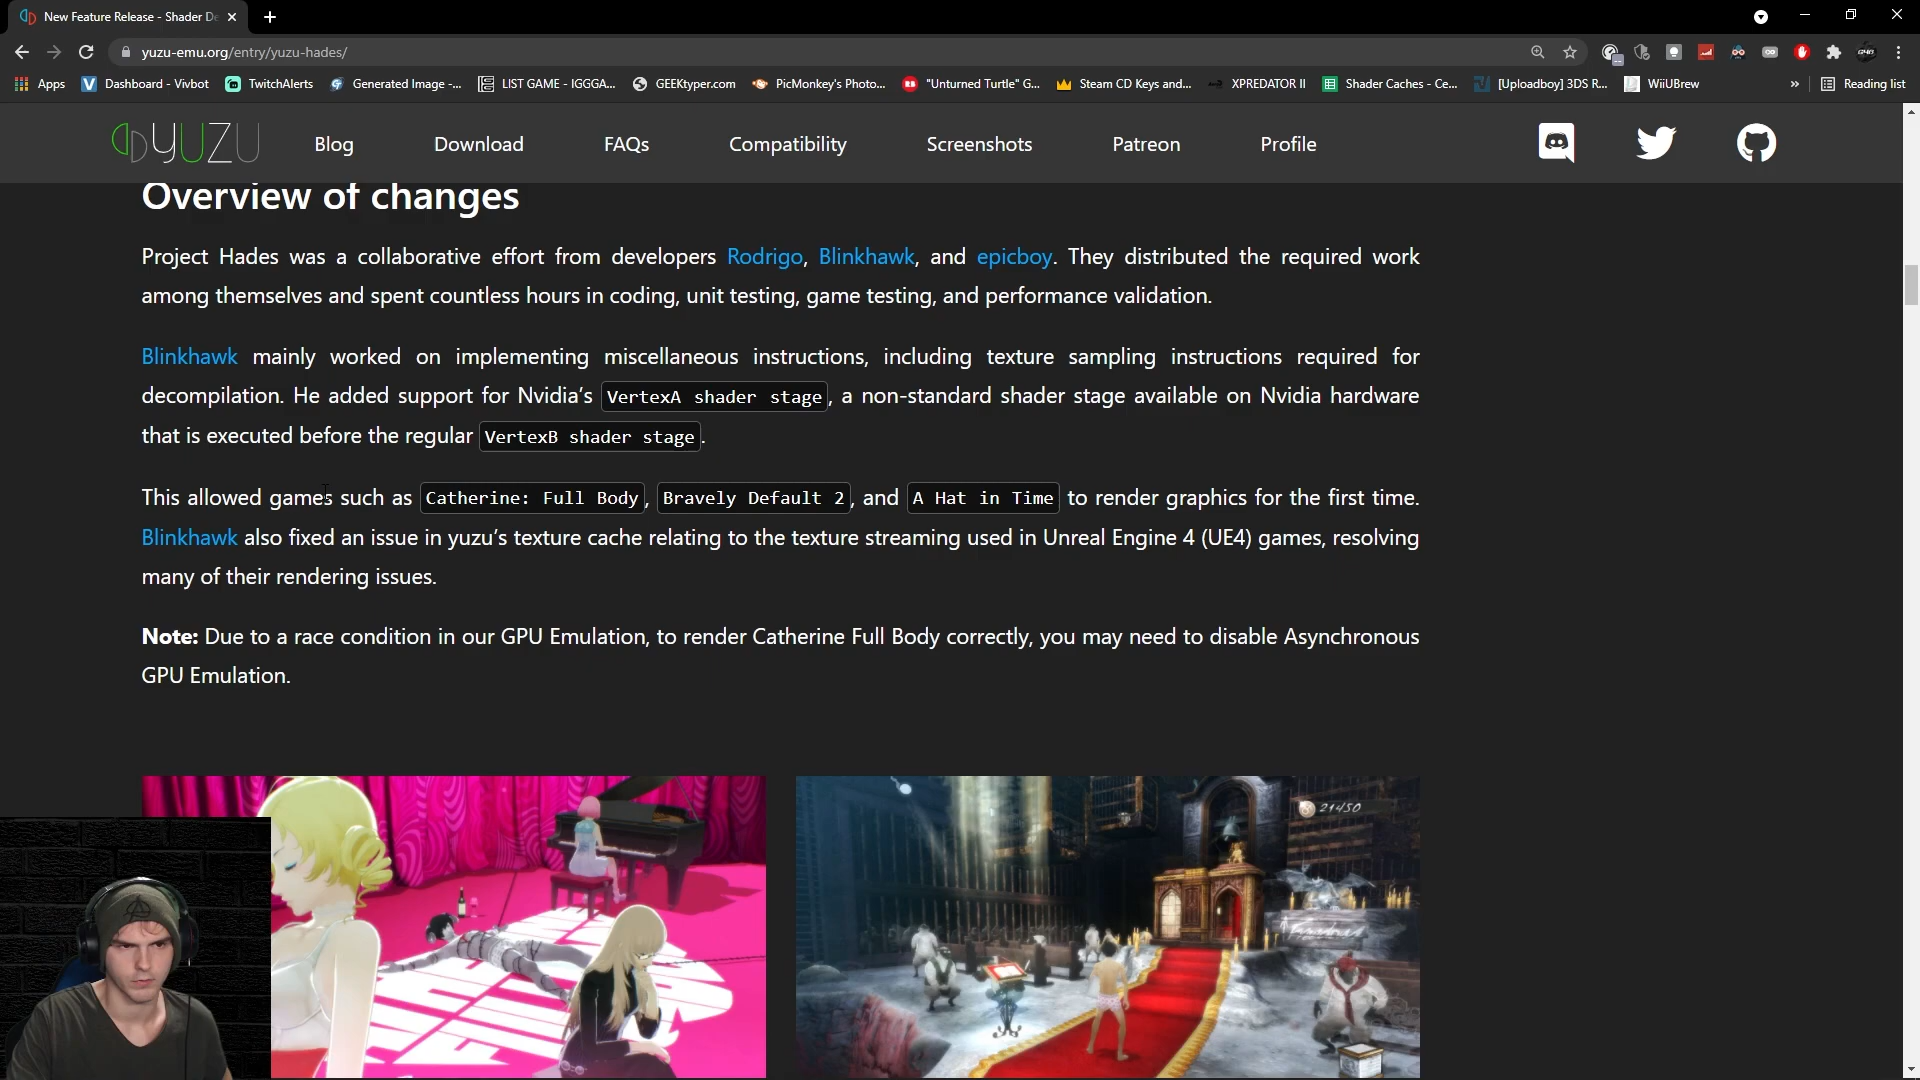 New Feature Release - Shader De
yuzu-emu.org/entry/yuzu-hades/
Apps
Dashboard - Vivbot
TwitchAlerts
Generated Image -...
LIST GAME - IGGGA...
GEEKtyper.com
PicMonkey's Photo...
"Unturned Turtle" G...
Steam CD Keys and...
XPREDATOR II
Shader Caches - Ce...
[Uploadboy] 3DS R...
WiiUBrew
»
Reading list
YUZU
Blog
Download
FAQs
Compatibility
Screenshots
Patreon
Profile
Overview of changes
Project Hades was a collaborative effort from developers Rodrigo, Blinkhawk, and epicboy. They distributed the required work
among themselves and spent countless hours in coding, unit testing, game testing, and performance validation.
Blinkhawk mainly worked on implementing miscellaneous instructions, including texture sampling instructions required for
decompilation. He added support for Nvidia's VertexA shader stage, a non-standard shader stage available on Nvidia hardware
that is executed before the regular VertexB shader stage.
This allowed games such as Catherine: Full Body, Bravely Default 2, and A Hat in Time to render graphics for the first time.
Blinkhawk also fixed an issue in yuzu's texture cache relating to the texture streaming used in Unreal Engine 4 (UE4) games, resolving
many of their rendering issues.
Note: Due to a race condition in our GPU Emulation, to render Catherine Full Body correctly, you may need to disable Asynchronous
GPU Emulation.
21450